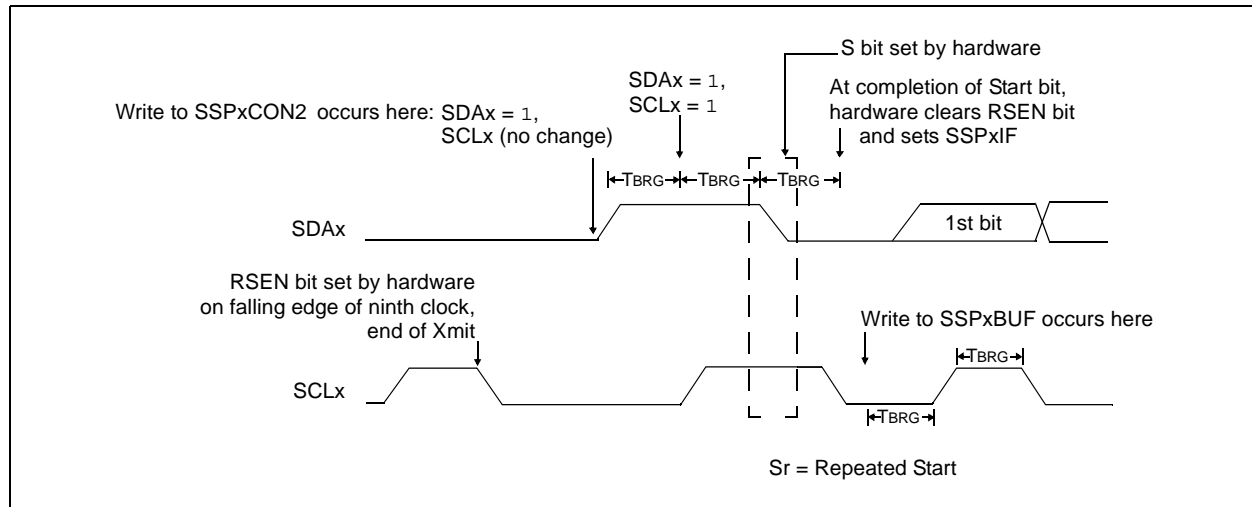 S bit set by hardware
SDAx = 1,
SCLx = 1
At completion of Start bit,
hardware clears RSEN bit
and sets SSPxIF
Write to SSPxCON2 occurs here: SDAx = 1,
SCLx (no change)
TBRG TBRG TBRG
SDAx
1st bit
RSEN bit set by hardware
on falling edge of ninth clock,
end of Xmit
Write to SSPxBUF occurs here
TBRG
SCLx
TBRG
Sr = Repeated Start